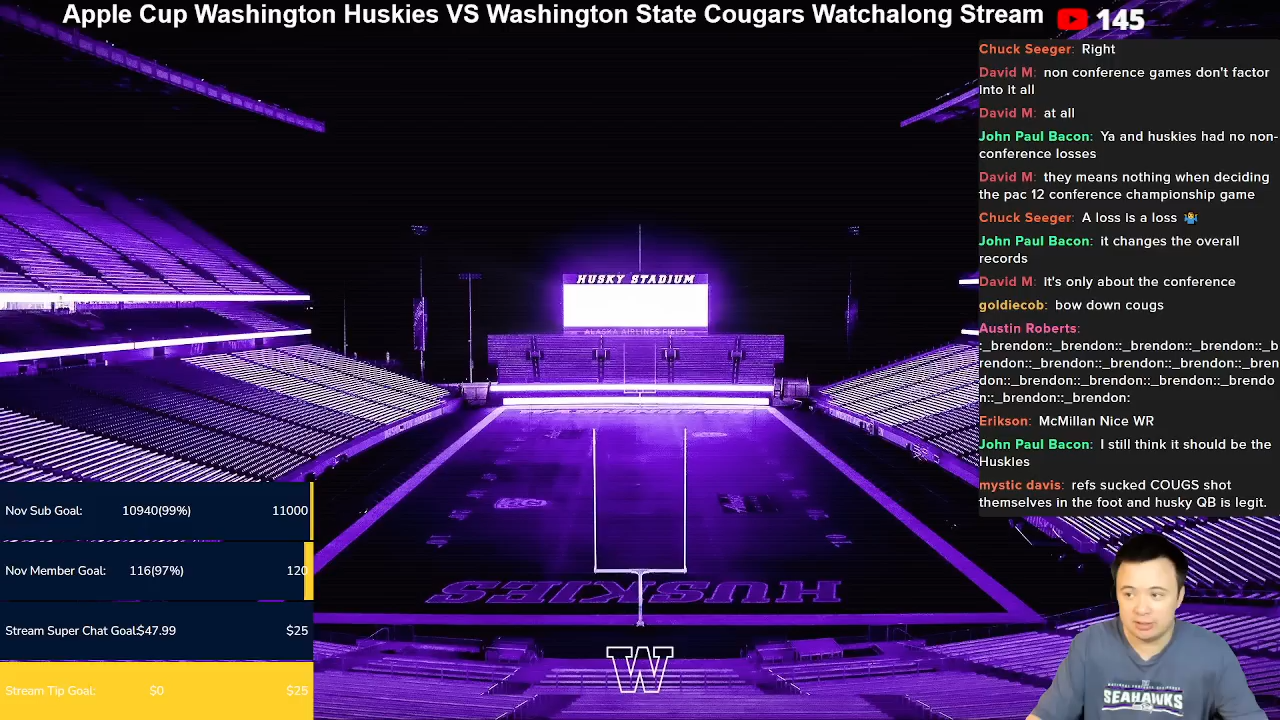 Apple Cup Washington Huskies VS Washington State Cougars Watchalong Stream
145
Chuck Seeger: Right
David M: non conference games don't factor
into it all
David M: at all
John Paul Bacon: Ya and huskies had no non-
conference losses
David M: they means nothing when deciding
the pac 12 conference championship game
Chuck Seeger: A loss is a loss 🤷‍♂️
John Paul Bacon: it changes the overall
records
David M: It's only about the conference
goldiecob: bow down cougs
Austin Roberts:
:_brendon::_brendon::_brendon::_brendon::_b
rendon::_brendon::_brendon::_brendon::_bren
don::_brendon::_brendon::_brendon::_brendo
n::_brendon::_brendon:
Erikson: McMillan Nice WR
John Paul Bacon: I still think it should be the
Huskies
mystic davis: refs sucked COUGS shot
themselves in the foot and husky QB is legit.
HUSKY STADIUM
ALASKA AIRLINES FIELD
Nov Sub Goal: 10940(99%) 11000
Nov Member Goal: 116(97%) 120
Stream Super Chat Goal: $47.99 $25
Stream Tip Goal: $0 $25
HUSKIES
W
SEAHAWKS